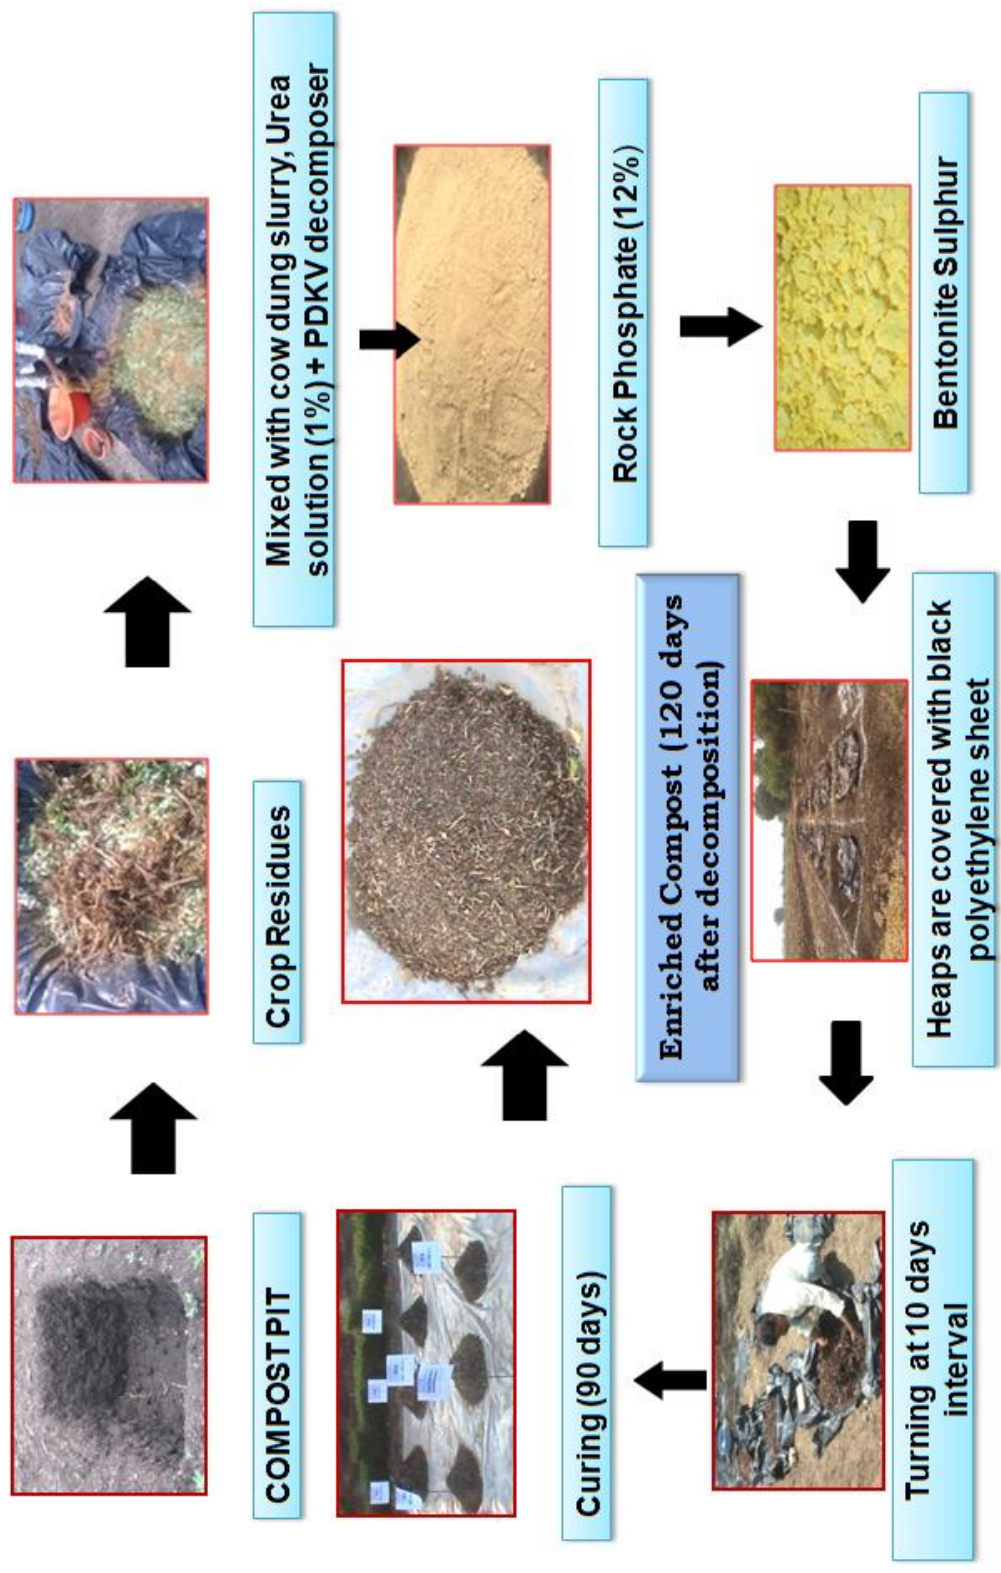 COMPOST PIT
Crop Residues
Mixed with cow dung slurry, Urea
solution (1%) + PDKV decomposer
Rock Phosphate (12%)
Bentonite Sulphur
Heaps are covered with black
polyethylene sheet
Turning at 10 days
interval
Curing (90 days)
Enriched Compost (120 days
after decomposition)